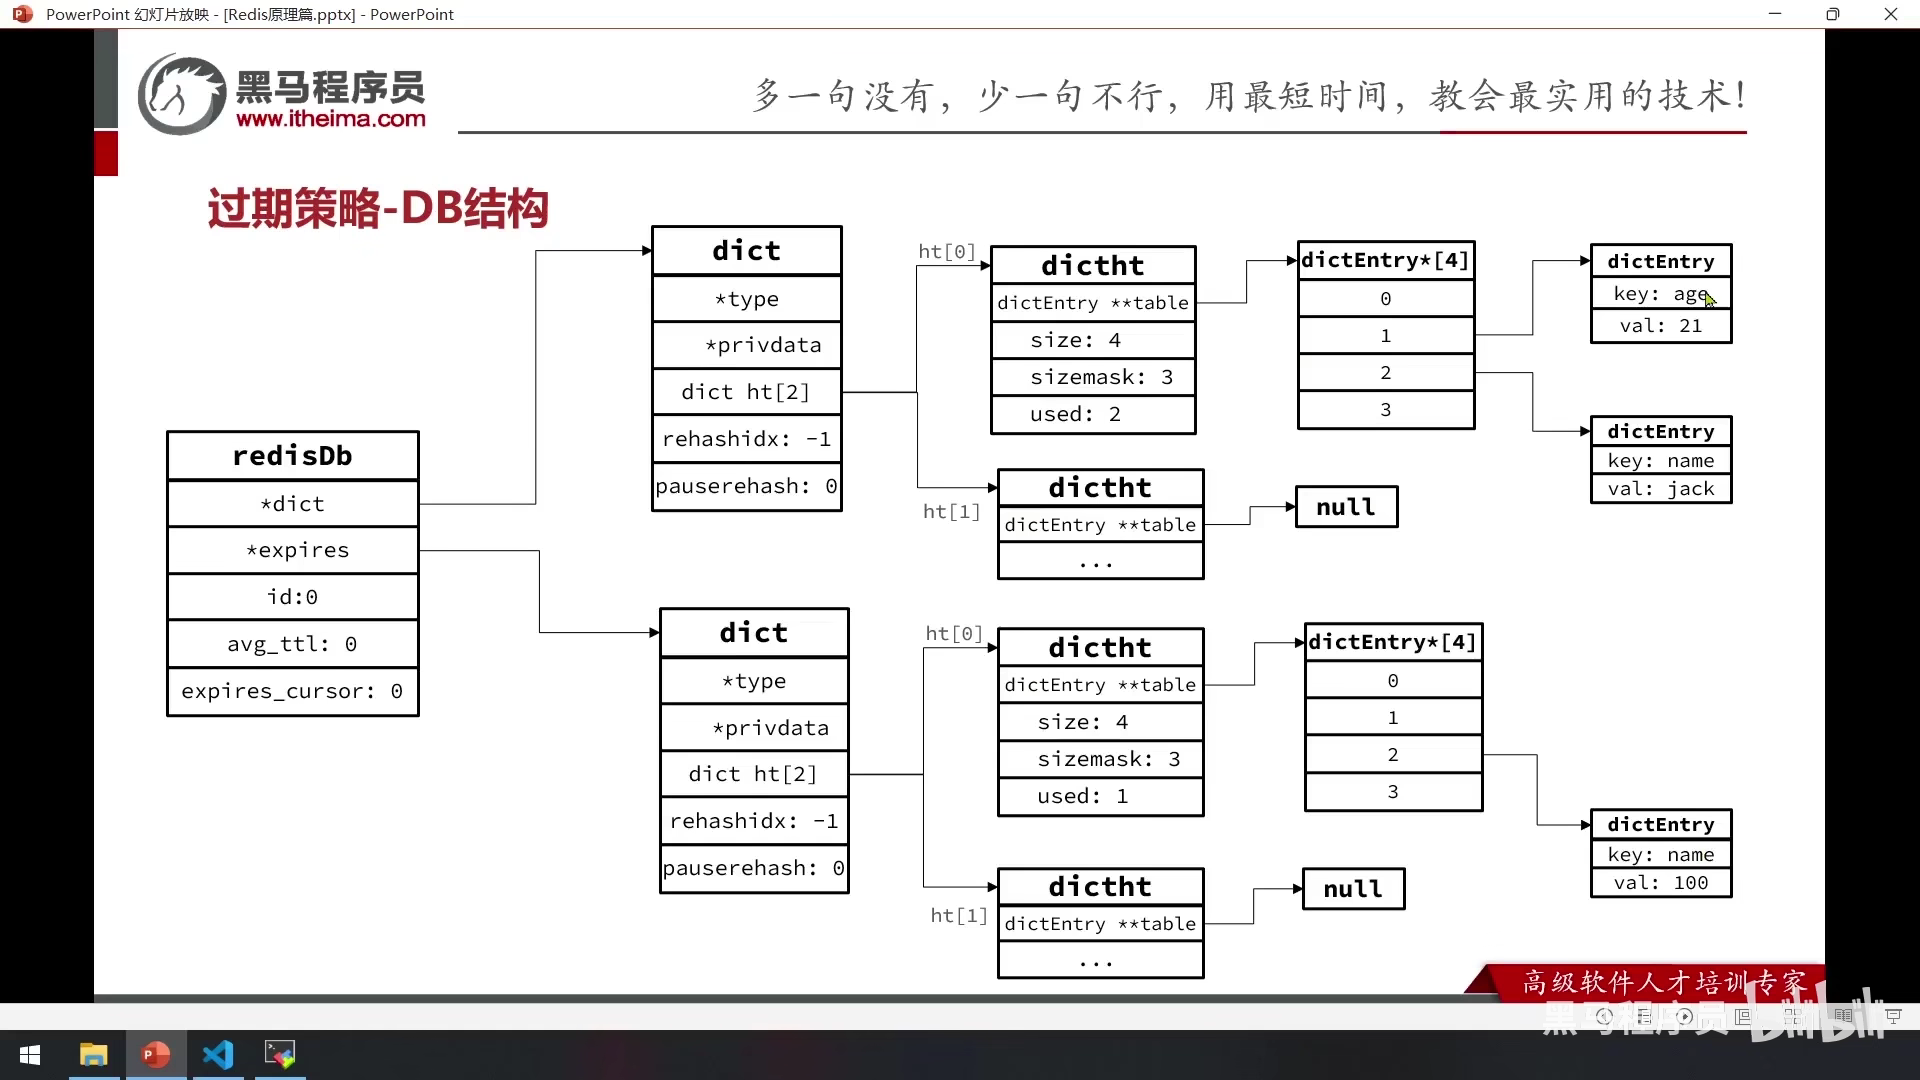 PowerPoint 幻灯片放映 - [Redis原理篇.pptx] - PowerPoint
黑马程序员
www.itheima.com
多一句没有，少一句不行，用最短时间，教会最实用的技术！
过期策略-DB结构
redisDb
*dict
*expires
id:0
avg_ttl: 0
expires_cursor: 0
dict
*type
*privdata
dict ht[2]
rehashidx: -1
pauserehash: 0
ht[0]
dictht
dictEntry **table
size: 4
sizemask: 3
used: 2
dictEntry*[4]
0
1
2
3
dictEntry
key: age
val: 21
dictEntry
key: name
val: jack
ht[1]
dictht
dictEntry **table
...
null
dict
*type
*privdata
dict ht[2]
rehashidx: -1
pauserehash: 0
ht[0]
dictht
dictEntry **table
size: 4
sizemask: 3
used: 1
dictEntry*[4]
0
1
2
3
dictEntry
key: name
val: 100
ht[1]
dictht
dictEntry **table
...
null
高级软件人才培训专家
黑马程序员
bilibili